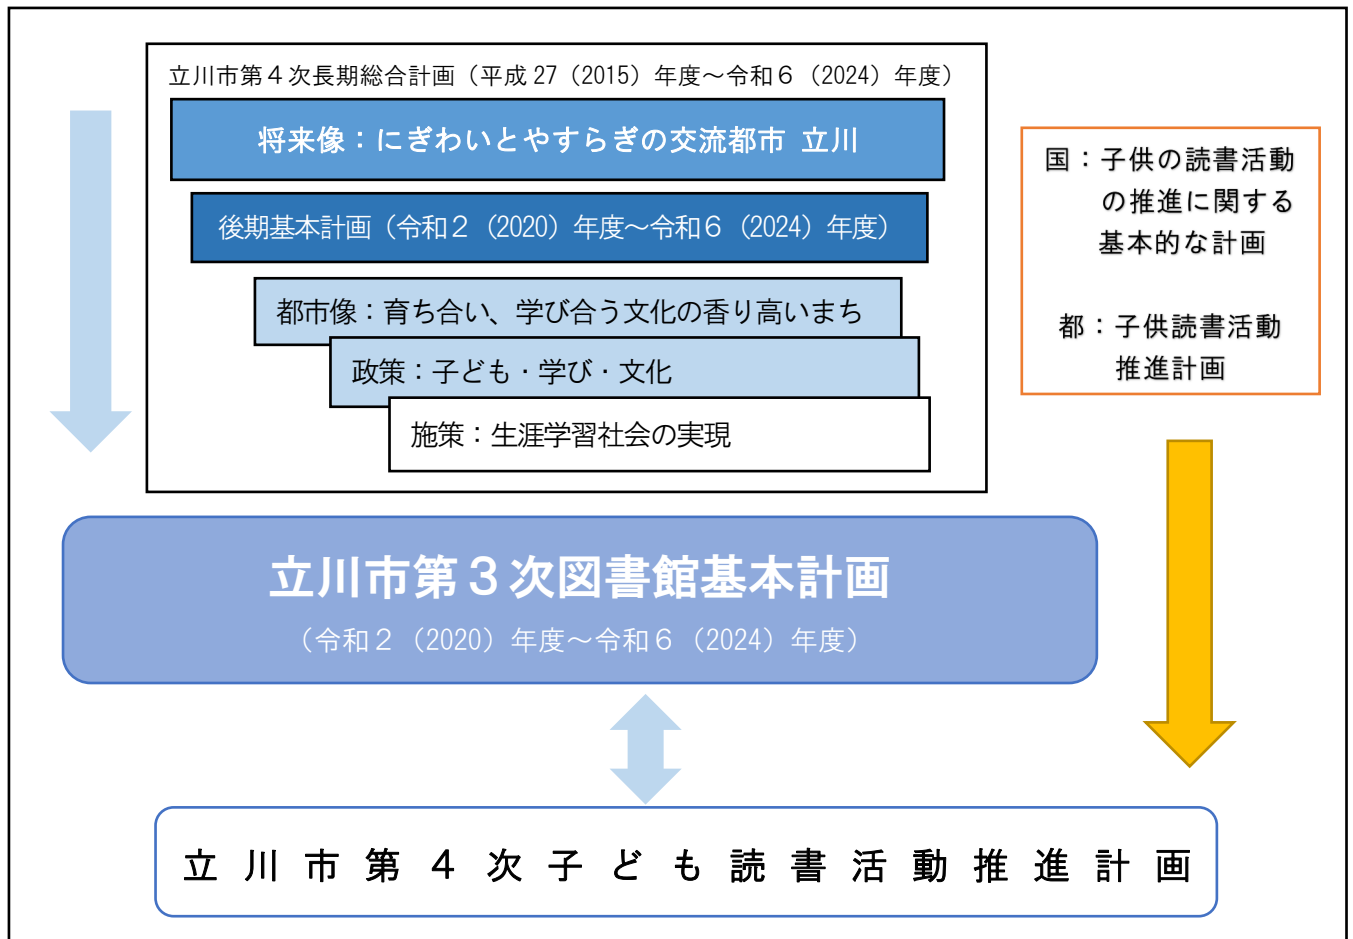 立川市第４次長期総合計画（平成 27（2015）年度～令和６（2024）年度）
将来像：にぎわいとやすらぎの交流都市 立川
後期基本計画（令和２（2020）年度～令和６（2024）年度）
都市像：育ち合い、学び合う文化の香り高いまち
政策：子ども・学び・文化
施策：生涯学習社会の実現
国：子供の読書活動
の推進に関する
基本的な計画
都：子供読書活動
推進計画
立川市第３次図書館基本計画
（令和２（2020）年度～令和６（2024）年度）
立川市第４次子ども読書活動推進計画